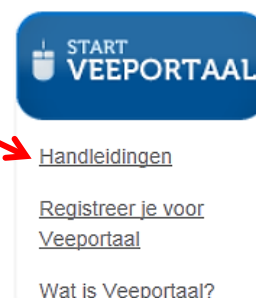 START
VEEPORTAAL
Handleidingen
Registreer je voor
Veeportaal
Wat is Veeportaal?